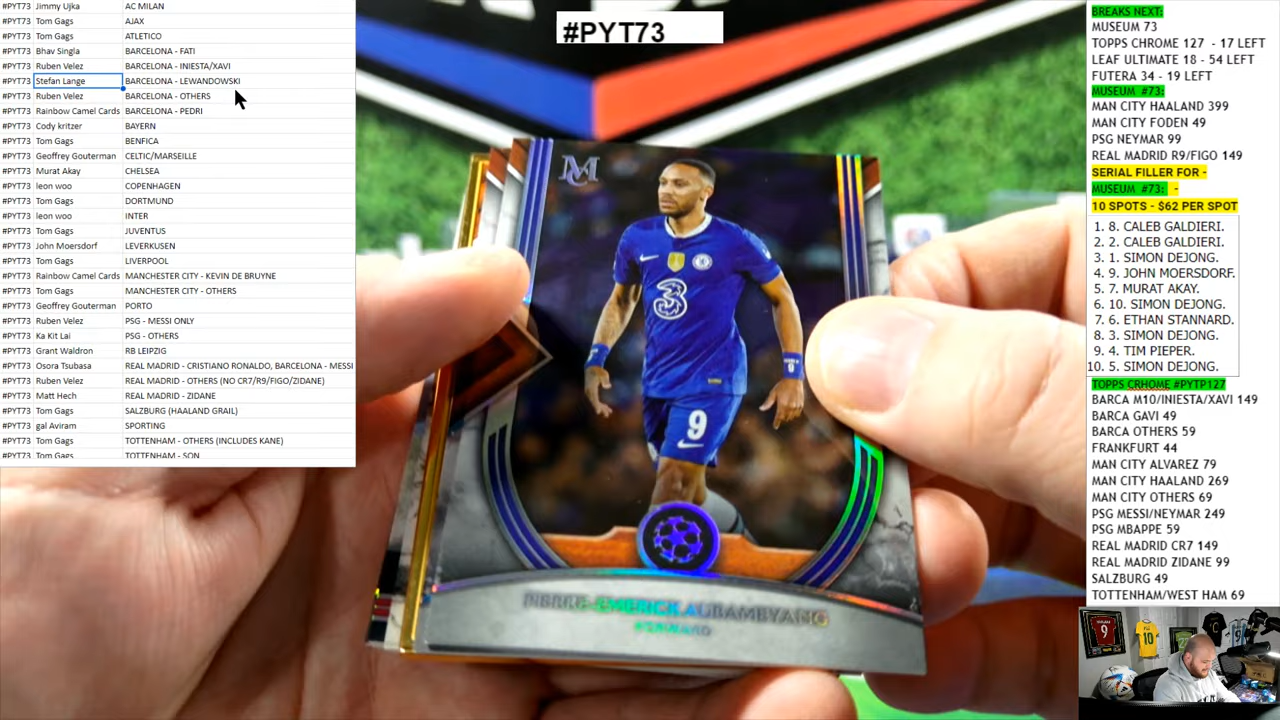 #PYT73 Jimmy Ujka AC MILAN
#PYT73 Tom Gags AJAX
#PYT73 Tom Gags ATLETICO
#PYT73 Bhav Singla BARCELONA - FATI
#PYT73 Ruben Velez BARCELONA - INIESTA/XAVI
#PYT73 Stefan Lange BARCELONA - LEWANDOWSKI
#PYT73 Ruben Velez BARCELONA - OTHERS
#PYT73 Rainbow Camel Cards BARCELONA - PEDRI
#PYT73 Cody kritzer BAYERN
#PYT73 Tom Gags BENFICA
#PYT73 Geoffrey Gouterman CELTIC/MARSEILLE
#PYT73 Murat Akay CHELSEA
#PYT73 leon woo COPENHAGEN
#PYT73 Tom Gags DORTMUND
#PYT73 leon woo INTER
#PYT73 Tom Gags JUVENTUS
#PYT73 John Moersdorf LEVERKUSEN
#PYT73 Tom Gags LIVERPOOL
#PYT73 Rainbow Camel Cards MANCHESTER CITY - KEVIN DE BRUYNE
#PYT73 Tom Gags MANCHESTER CITY - OTHERS
#PYT73 Geoffrey Gouterman PORTO
#PYT73 Ruben Velez PSG - MESSI ONLY
#PYT73 Ka Kit Lai PSG - OTHERS
#PYT73 Grant Waldron RB LEIPZIG
#PYT73 Osora Tsubasa REAL MADRID - CRISTIANO RONALDO, BARCELONA - MESSI
#PYT73 Ruben Velez REAL MADRID - OTHERS (NO CR7/R9/FIGO/ZIDANE)
#PYT73 Matt Hech REAL MADRID - ZIDANE
#PYT73 Tom Gags SALZBURG (HAALAND GRAIL)
#PYT73 gal Aviram SPORTING
#PYT73 Tom Gags TOTTENHAM - OTHERS (INCLUDES KANE)
#PYT73 Tom Gags TOTTENHAM - SON
#PYT73
MC
3
9
PIERRE-EMERICK AUBAMEYANG
FORWARD
BREAKS NEXT:
MUSEUM 73
TOPPS CHROME 127 - 17 LEFT
LEAF ULTIMATE 18 - 54 LEFT
FUTERA 34 - 19 LEFT
MUSEUM #73:
MAN CITY HAALAND 399
MAN CITY FODEN 49
PSG NEYMAR 99
REAL MADRID R9/FIGO 149
SERIAL FILLER FOR -
MUSEUM #73: -
10 SPOTS - $62 PER SPOT
1. 8. CALEB GALDIERI.
2. 2. CALEB GALDIERI.
3. 1. SIMON DEJONG.
4. 9. JOHN MOERSDORF.
5. 7. MURAT AKAY.
6. 10. SIMON DEJONG.
7. 6. ETHAN STANNARD.
8. 3. SIMON DEJONG.
9. 4. TIM PIEPER.
10. 5. SIMON DEJONG.
TOPPS CRHOME #PYTP127
BARCA M10/INIESTA/XAVI 149
BARCA GAVI 49
BARCA OTHERS 59
FRANKFURT 44
MAN CITY ALVAREZ 79
MAN CITY HAALAND 269
MAN CITY OTHERS 69
PSG MESSI/NEYMAR 249
PSG MBAPPE 59
REAL MADRID CR7 149
REAL MADRID ZIDANE 99
SALZBURG 49
TOTTENHAM/WEST HAM 69
9
10